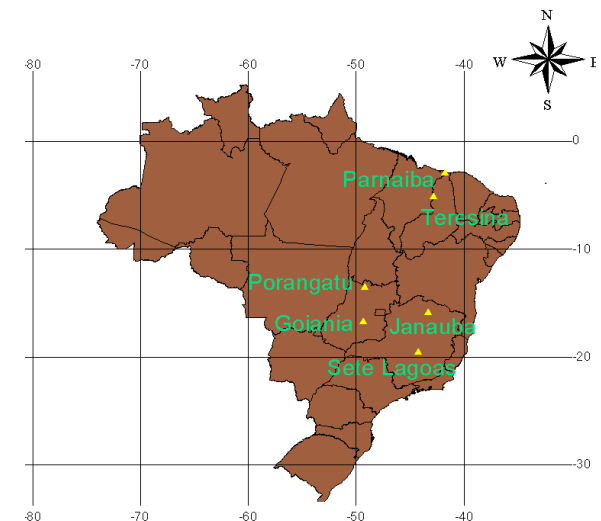 N
W E
S
-80 -70 -60 -50 -40
0
Parnaiba
Teresina
-10
Porangatu
Goiania Janauba
-20
Sete Lagoas
-30
-80 -70 -60 -50 -40